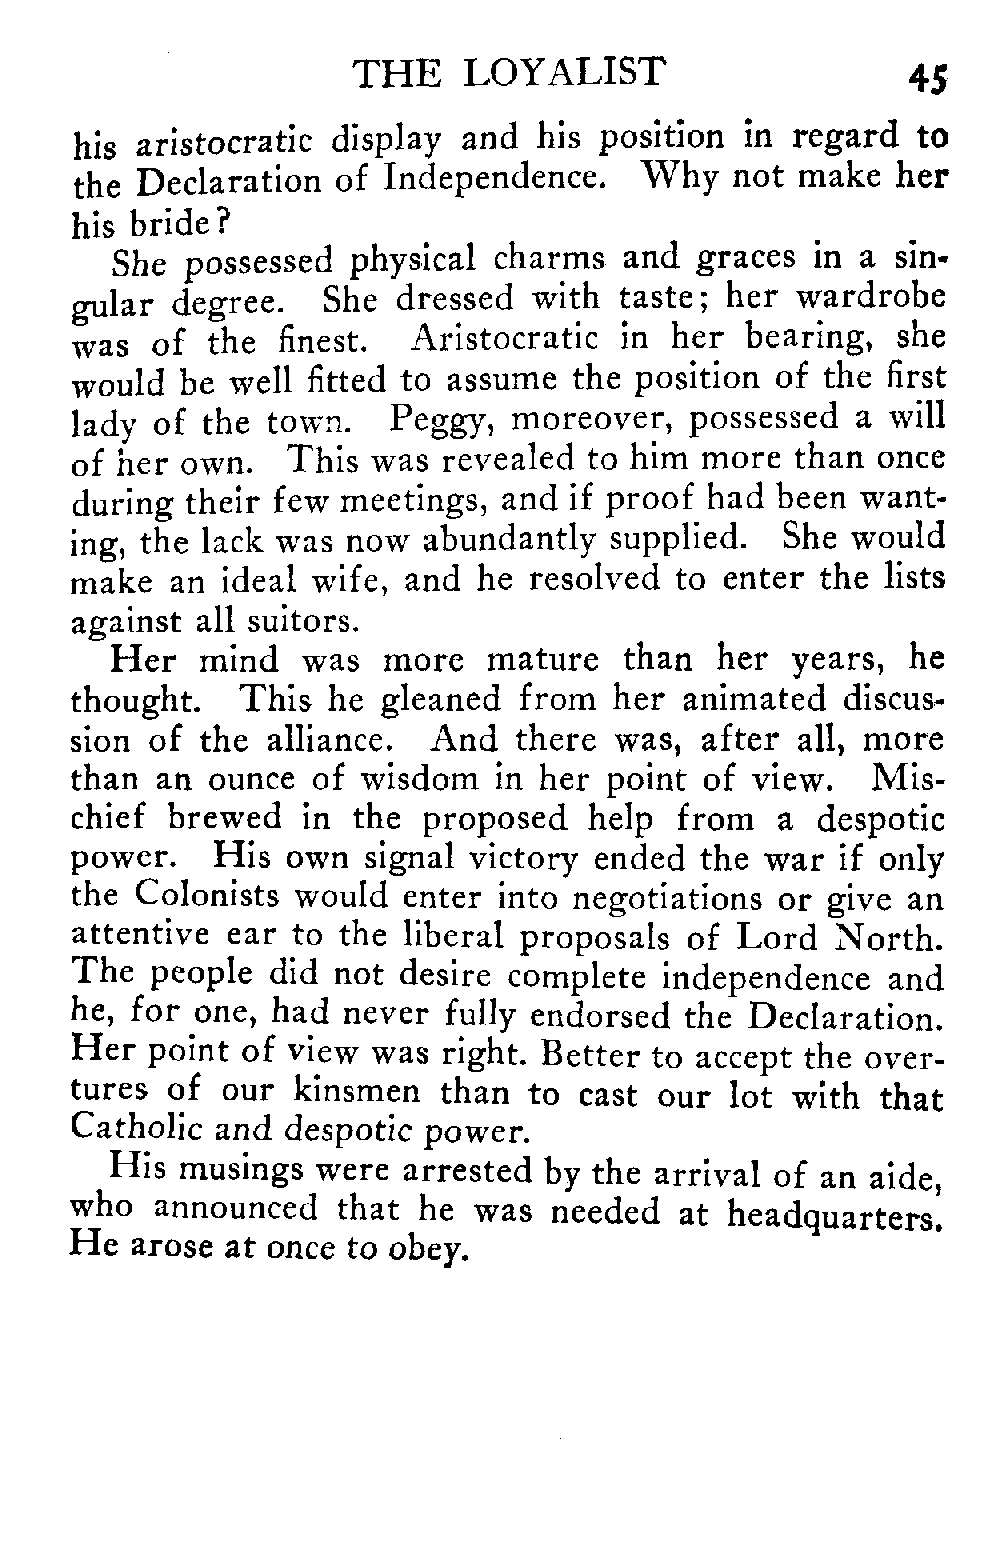 THE LOYALIST 45
his aristocratic display and his position in regard to
the Declaration of Independence. Why not make her
his bride?
She possessed physical charms and graces in a sin-
gular degree. She dressed with taste; her wardrobe
was of the finest. Aristocratic in her bearing, she
would be well fitted to assume the position of the first
lady of the town. Peggy, moreover, possessed a will
of her own. This was revealed to him more than once
during their few meetings, and if proof had been want-
ing, the lack was now abundantly supplied. She would
make an ideal wife, and he resolved to enter the lists
against all suitors.
Her mind was more mature than her years, he
thought. This he gleaned from her animated discus-
sion of the alliance. And there was, after all, more
than an ounce of wisdom in her point of view. Mis-
chief brewed in the proposed help from a despotic
power. His own signal victory ended the war if only
the Colonists would enter into negotiations or give an
attentive ear to the liberal proposals of Lord North.
The people did not desire complete independence and
he, for one, had never fully endorsed the Declaration.
Her point of view was right. Better to accept the over-
tures of our kinsmen than to cast our lot with that
Catholic and despotic power.
His musings were arrested by the arrival of an aide,
who announced that he was needed at headquarters.
He arose at once to obey.